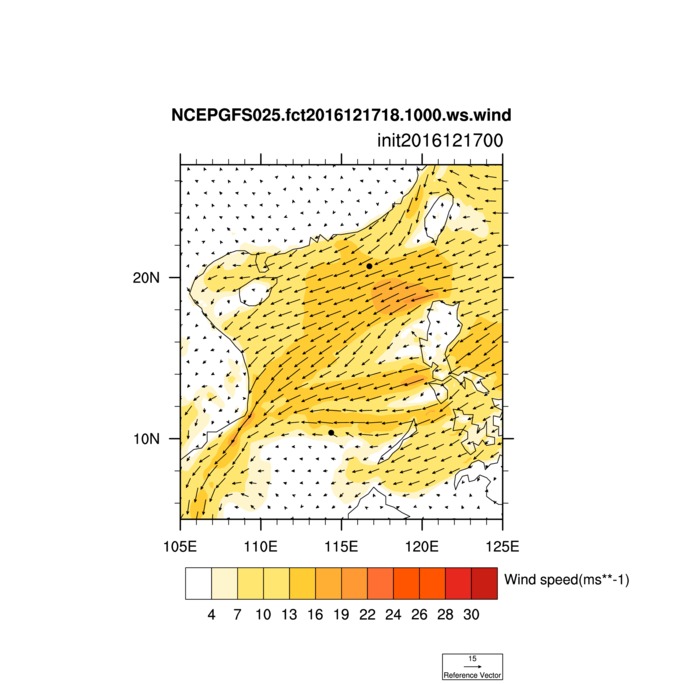 NCEPGFS025.fct2016121718.1000.ws.wind
init2016121700
20N
10N
105E 110E 115E 120E 125E
Wind speed(ms**-1)
4 7 10 13 16 19 22 24 26 28 30
15
Reference Vector